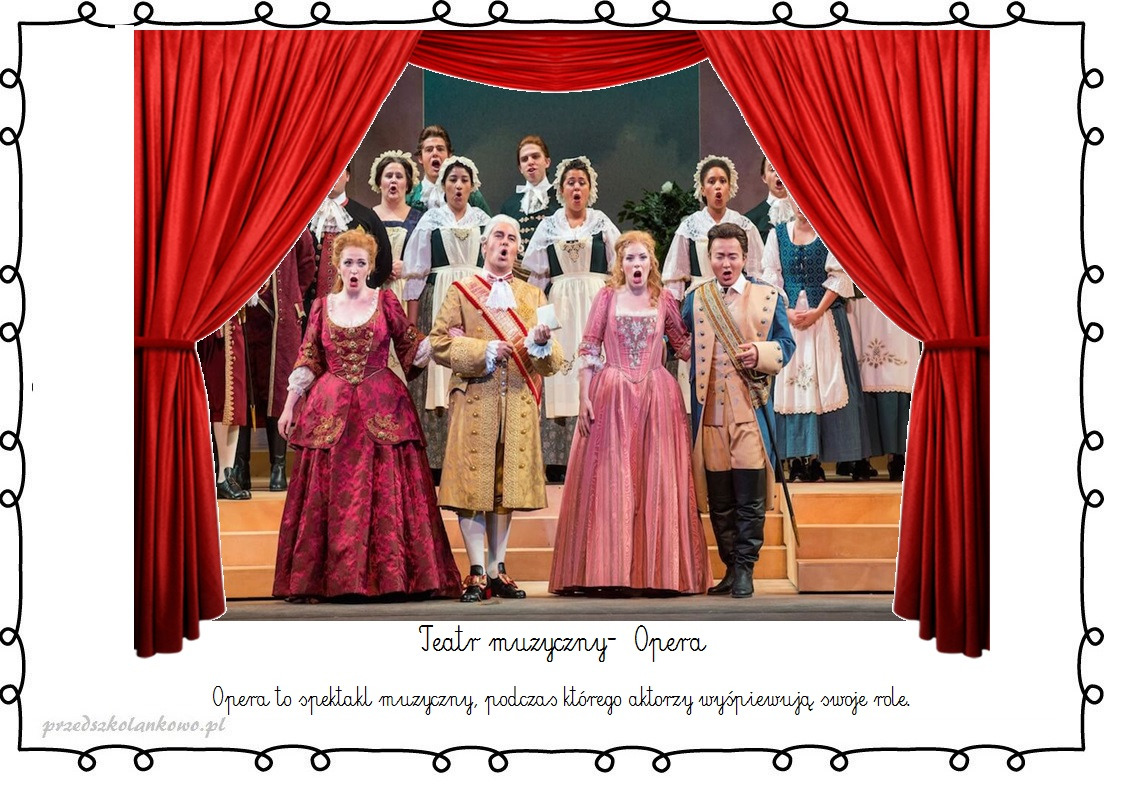 Teatr muzyczny- Opera
Opera to spektakl muzyczny, podczas którego aktorzy wyśpiewują swoje role.
przedszkolankowo.pl